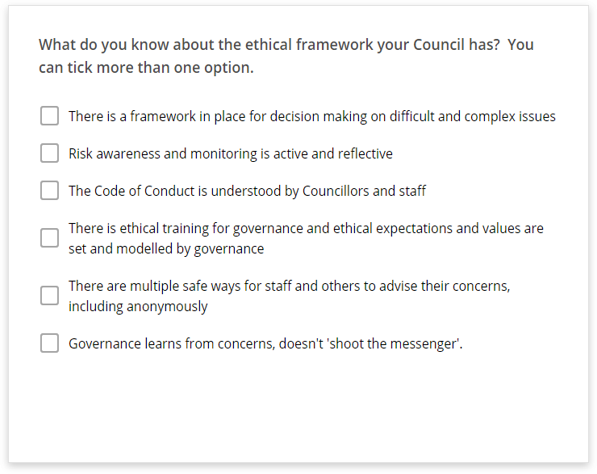 What do you know about the ethical framework your Council has?  You
can tick more than one option.
There is a framework in place for decision making on difficult and complex issues
Risk awareness and monitoring is active and reflective
The Code of Conduct is understood by Councillors and staff
There is ethical training for governance and ethical expectations and values are
set and modelled by governance
There are multiple safe ways for staff and others to advise their concerns,
including anonymously
Governance learns from concerns, doesn't 'shoot the messenger'.